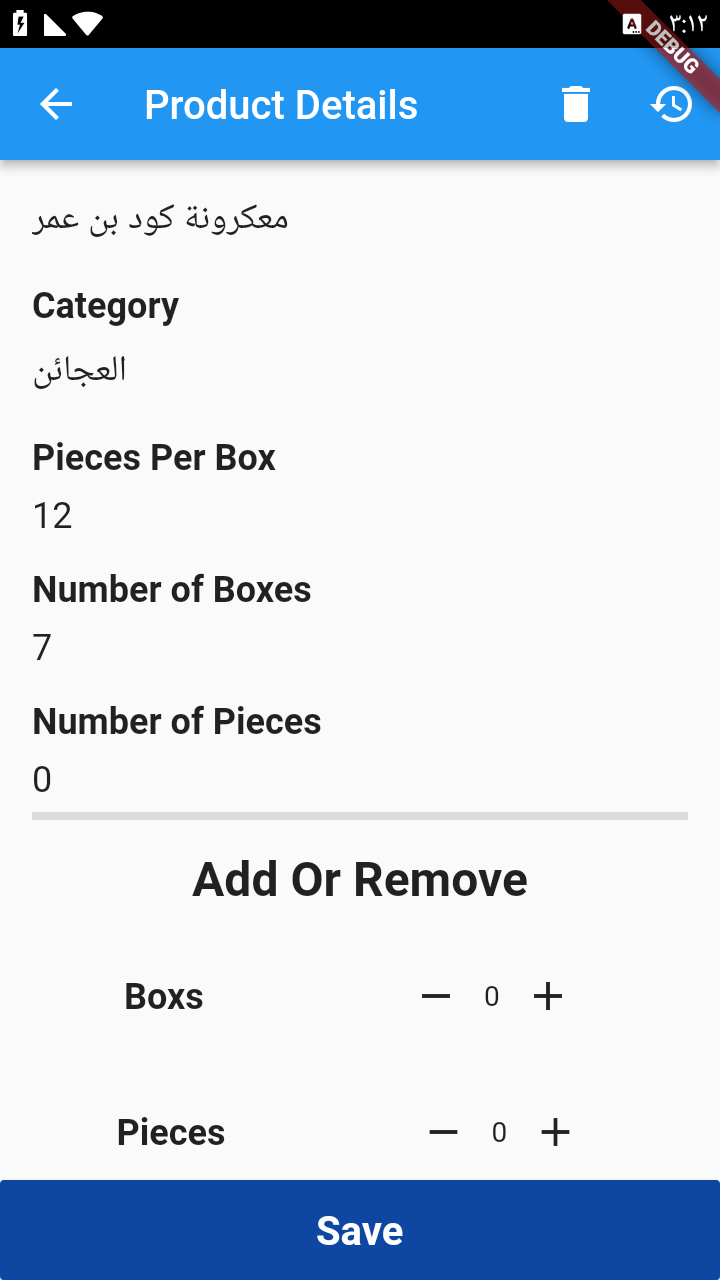 A
٣:١٢
DEBUG
Product Details
معكرونة كود بن عمر
Category
العجائن
Pieces Per Box
12
Number of Boxes
7
Number of Pieces
0
Add Or Remove
Boxs − 0 +
Pieces − 0 +
Save